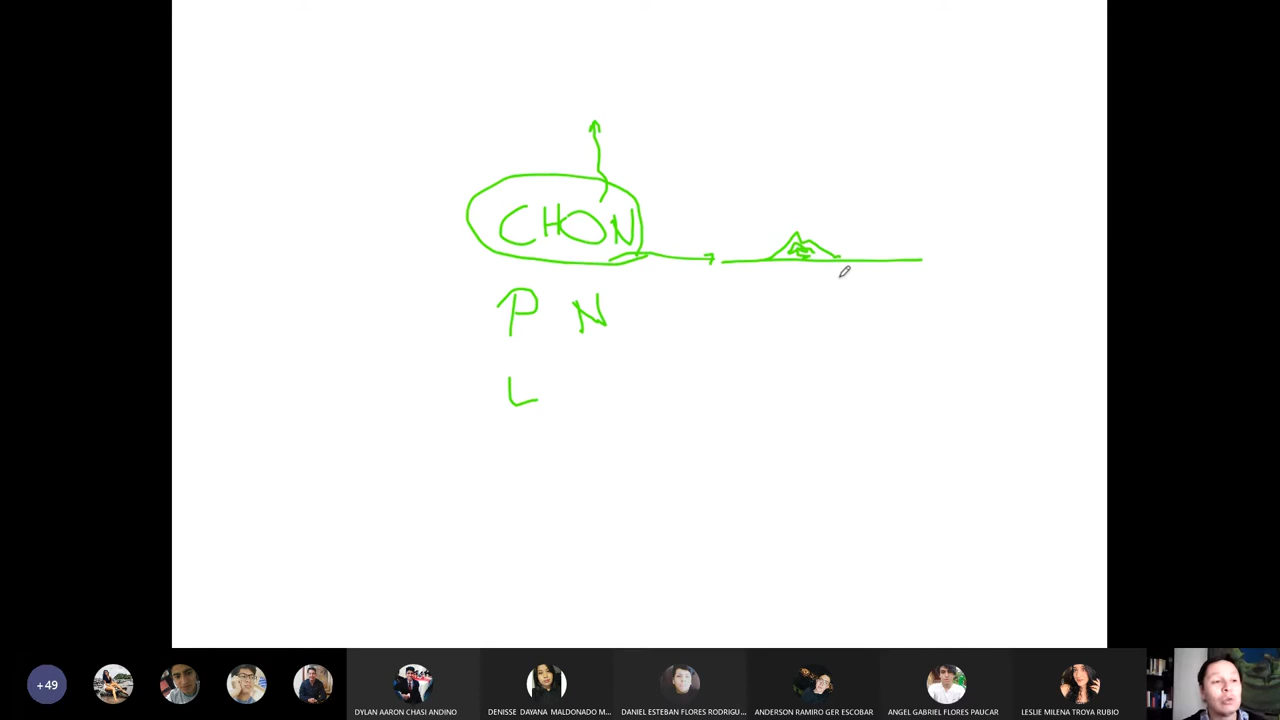 CHON
P N
L
+49
DYLAN AARON CHASI ANDINO
DENISSE DAYANA MALDONADO M...
DANIEL ESTEBAN FLORES RODRIGU...
ANDERSON RAMIRO GER ESCOBAR
ANGEL GABRIEL FLORES PAUCAR
LESLIE MILENA TROYA RUBIO